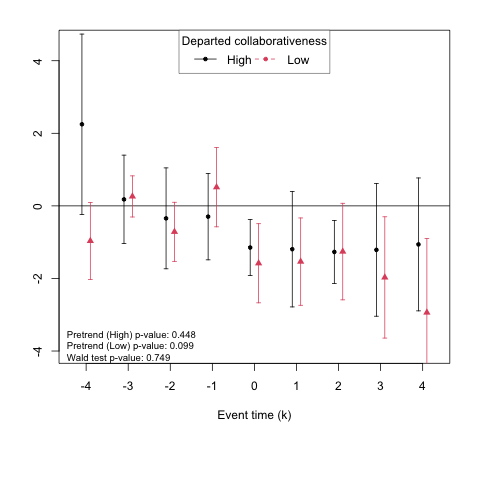 Departed collaborativeness
High Low
4
2
0
-2
-4
Pretrend (High) p-value: 0.448
Pretrend (Low) p-value: 0.099
Wald test p-value: 0.749
-4 -3 -2 -1 0 1 2 3 4
Event time (k)